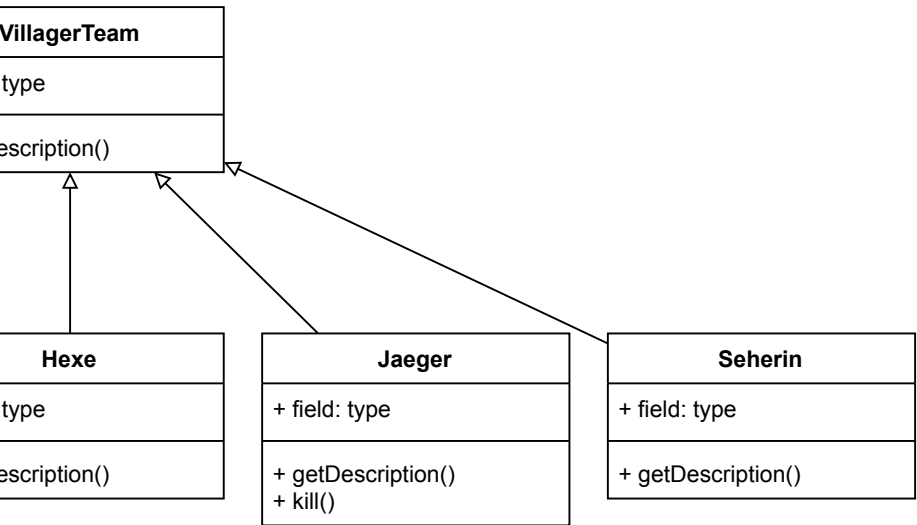 VillagerTeam
type
escription()
Hexe
type
escription()
Jaeger
+ field: type
+ getDescription()
+ kill()
Seherin
+ field: type
+ getDescription()